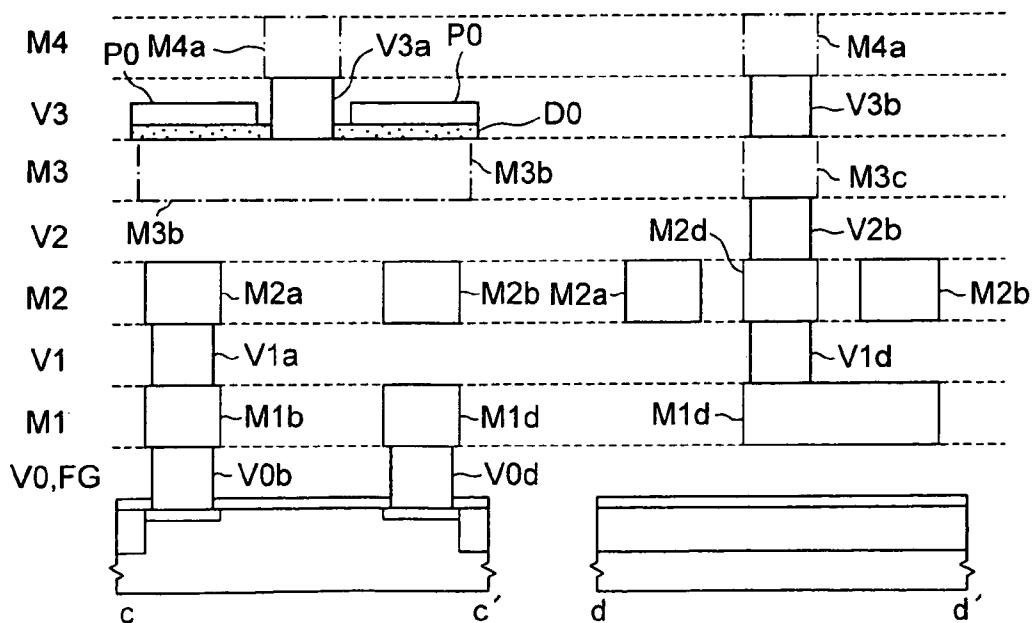 M4 M4a V3a P0 M4a
P0
V3 D0 V3b
M3 M3b M3c
M3b
V2 M2d V2b
M2 M2a M2b M2a M2b
V1 V1a V1d
M1 M1b M1d M1d
V0,FG V0b V0d
c c′ d d′